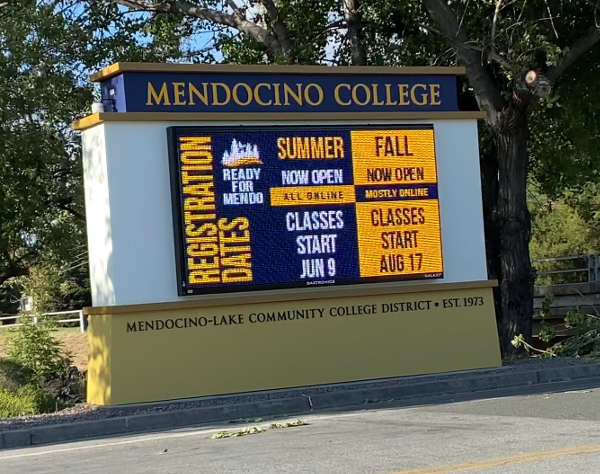 MENDOCINO COLLEGE
REGISTRATION
DATES
READY
FOR
MENDO
SUMMER
NOW OPEN
ALL ONLINE
CLASSES
START
JUN 9
FALL
NOW OPEN
MOSTLY ONLINE
CLASSES
START
AUG 17
DAKTRONICS
MENDOCINO-LAKE COMMUNITY COLLEGE DISTRICT • EST. 1973